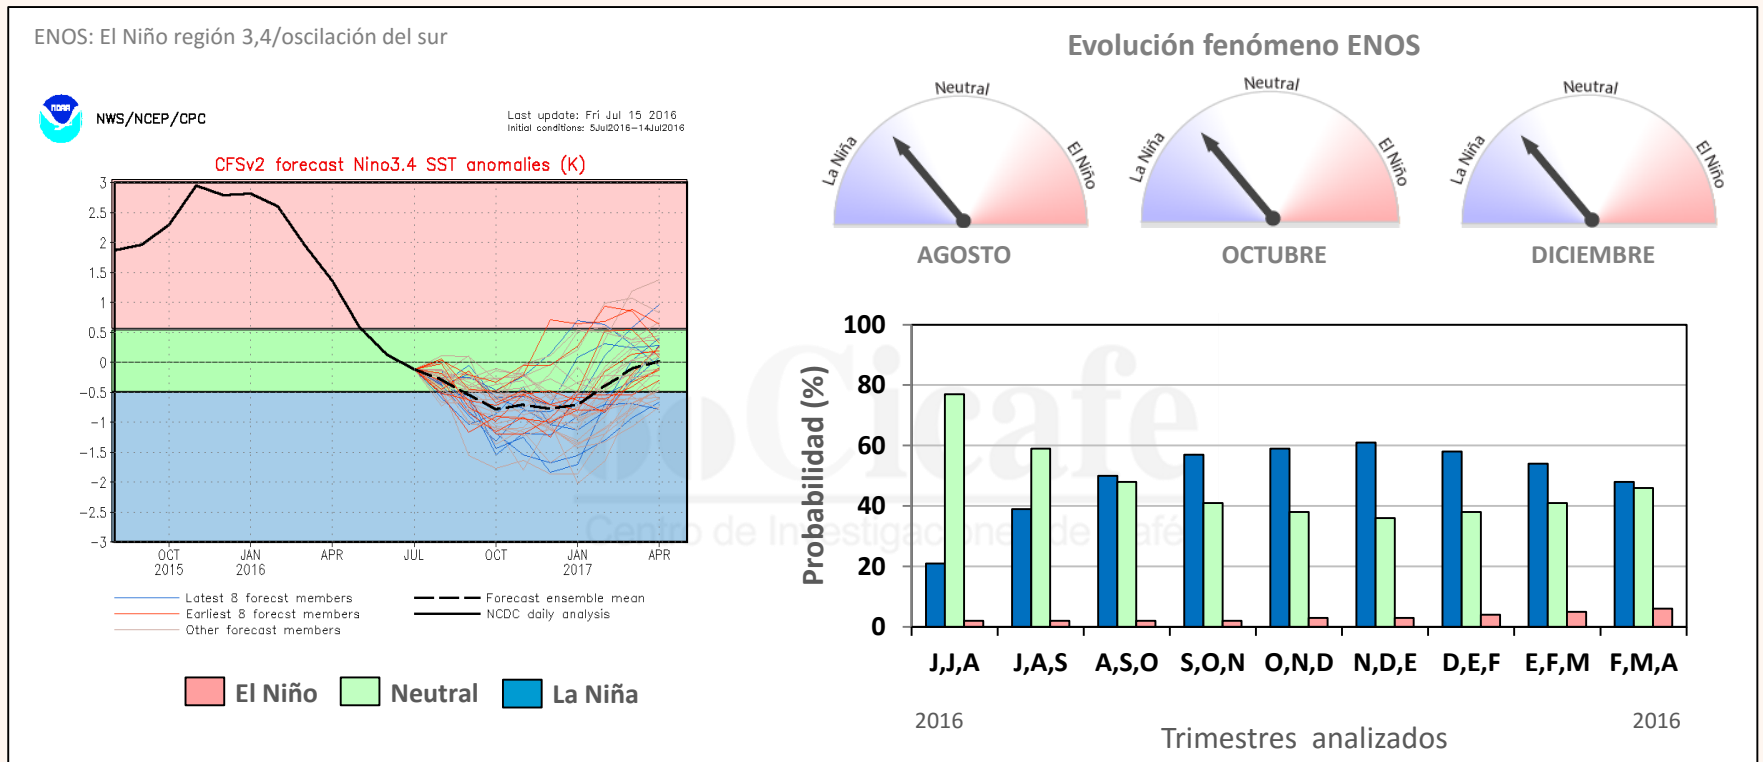 ENOS: El Niño región 3,4/oscilación del sur
NOAA
NWS/NCEP/CPC
Last update: Fri Jul 15 2016
Initial conditions: 5Jul2016-14Jul2016
CFSv2 forecast Nino3.4 SST anomalies (K)
3
2.5
2
1.5
1
0.5
0
-0.5
-1
-1.5
-2
-2.5
-3
OCT JAN APR JUL OCT JAN APR
2015 2016 2017
Latest 8 forecst members
Earliest 8 forecst members
Other forecast members
Forecast ensemble mean
NCDC daily analysis
El Niño Neutral La Niña
Evolución fenómeno ENOS
La Niña Neutral El Niño
AGOSTO
La Niña Neutral El Niño
OCTUBRE
La Niña Neutral El Niño
DICIEMBRE
Cicafe
Centro de Investigaciones de Café
Probabilidad (%)
100
80
60
40
20
0
J,J,A J,A,S A,S,O S,O,N O,N,D N,D,E D,E,F E,F,M F,M,A
2016 2016
Trimestres analizados